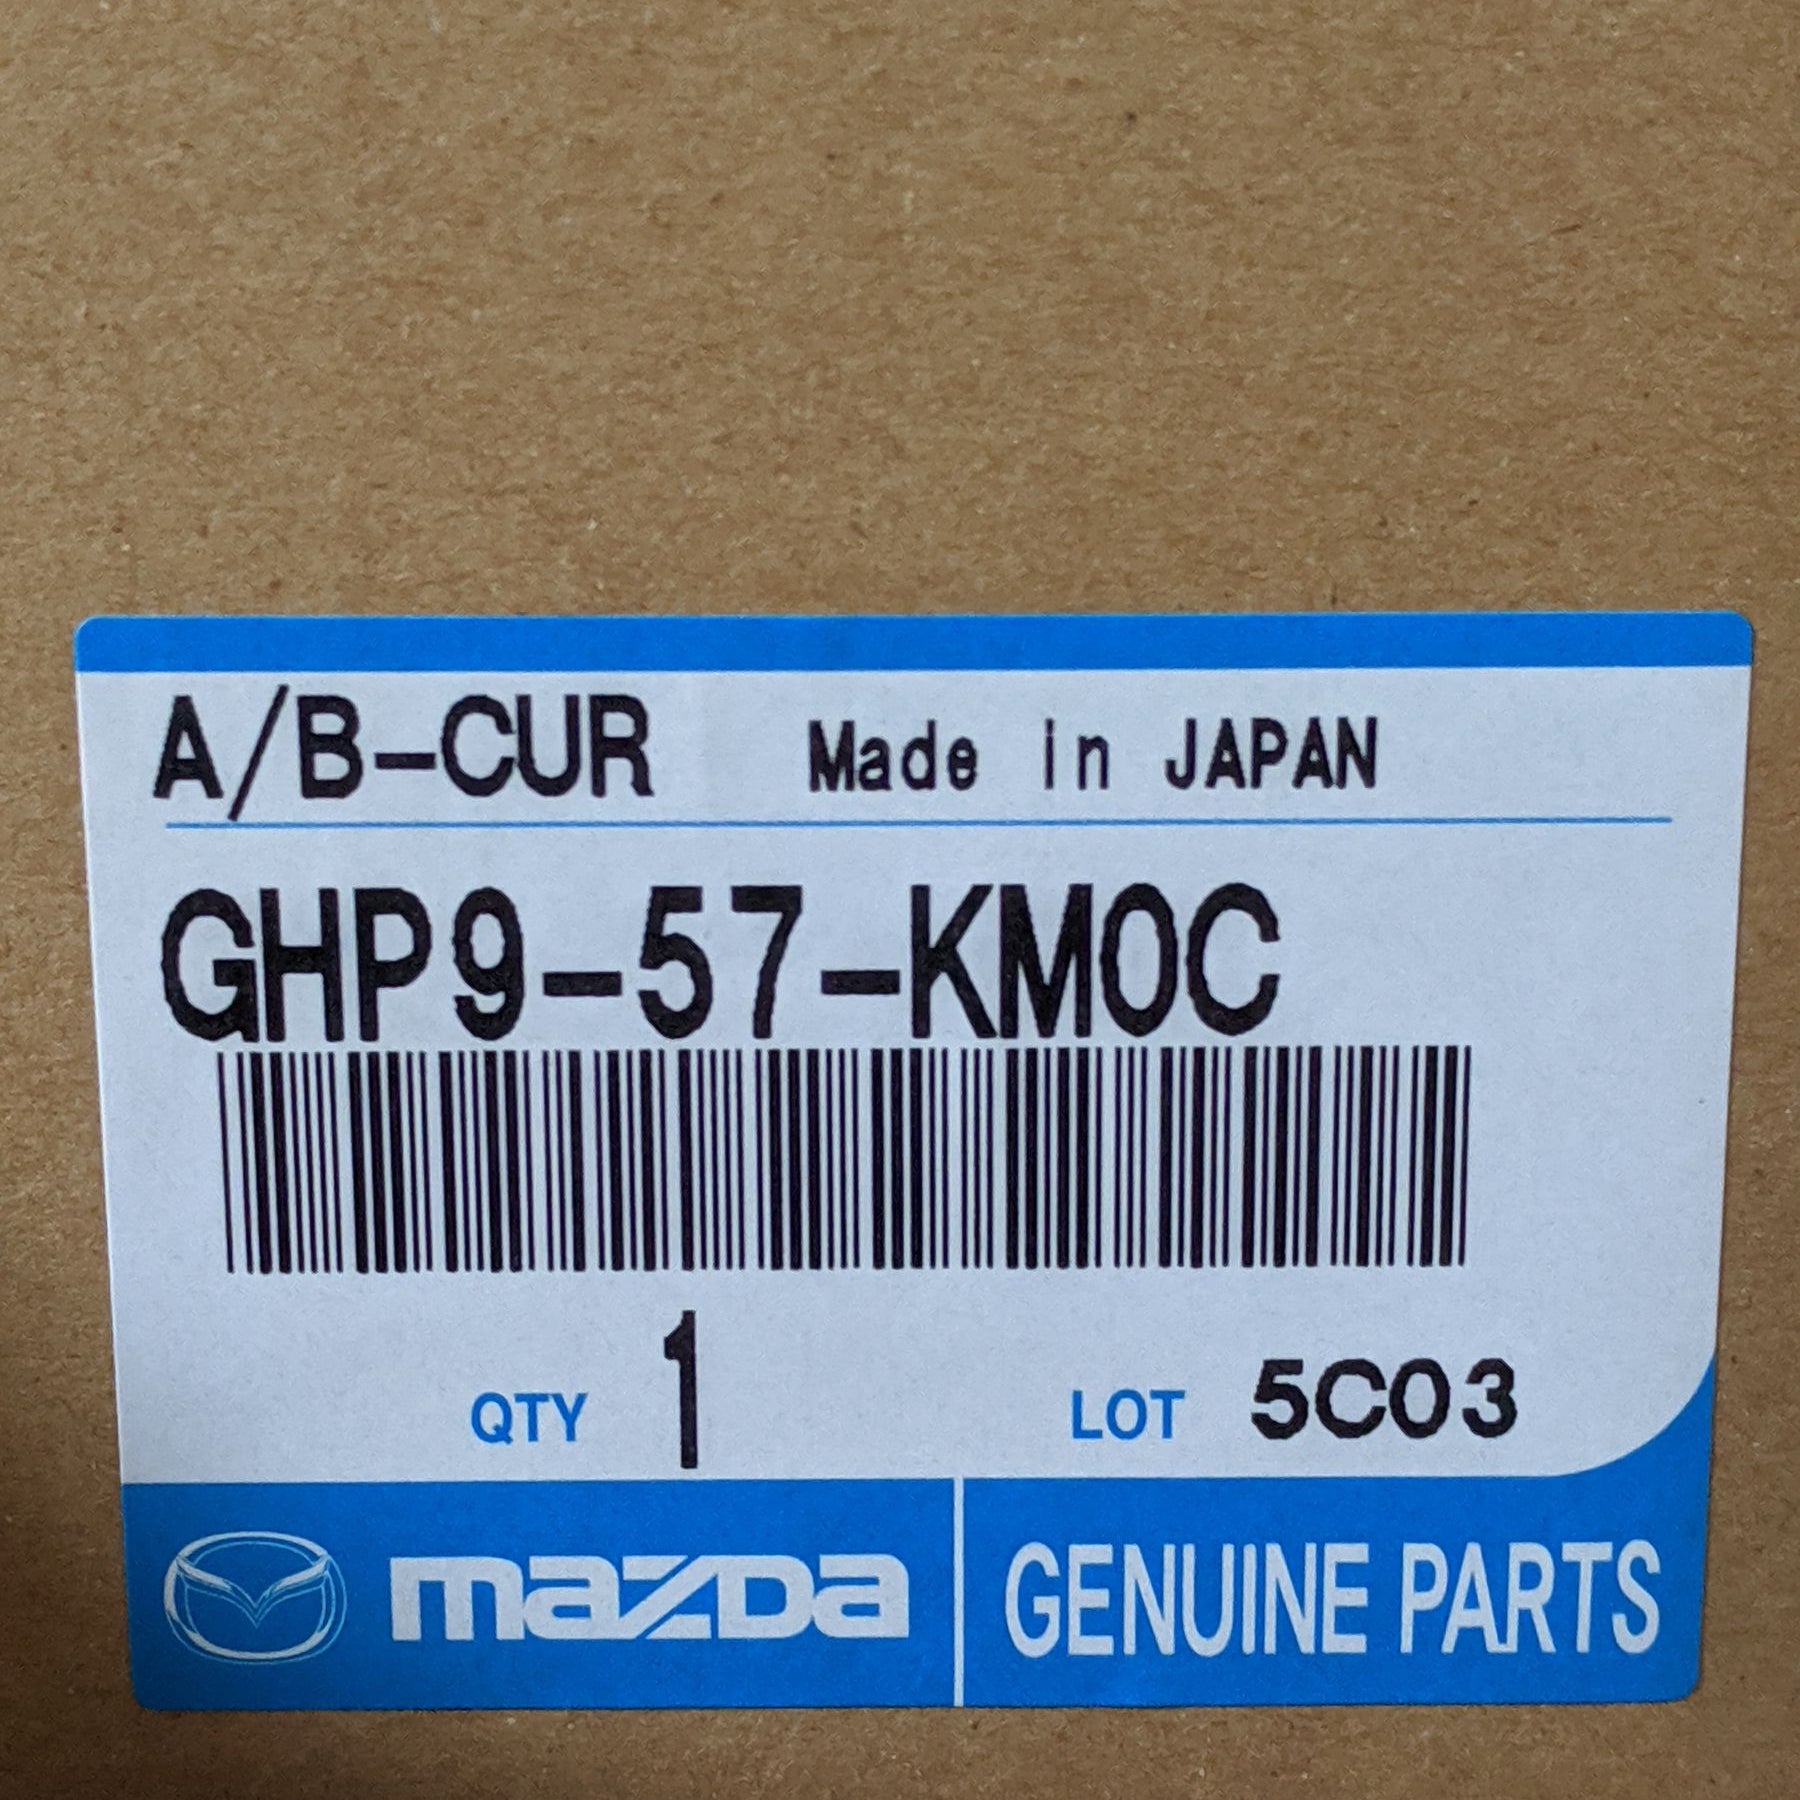 A/B-CUR Made in JAPAN
GHP9-57-KM0C
QTY 1 LOT 5C03
mazda GENUINE PARTS